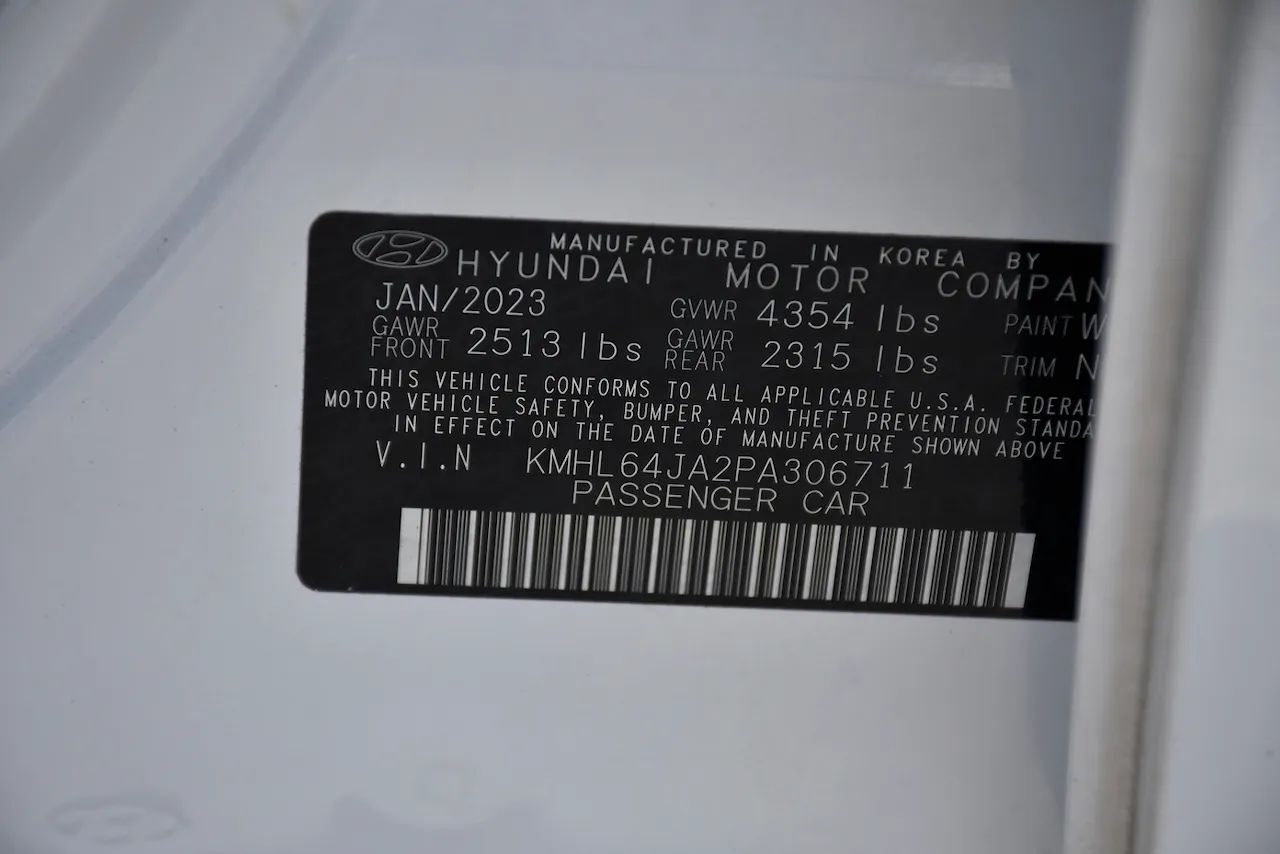 MANUFACTURED IN KOREA BY
HYUNDAI MOTOR COMPAN
JAN/2023 GVWR 4354 lbs PAINT W
GAWR FRONT 2513 lbs GAWR REAR 2315 lbs TRIM N
THIS VEHICLE CONFORMS TO ALL APPLICABLE U.S.A. FEDERAL
MOTOR VEHICLE SAFETY, BUMPER, AND THEFT PREVENTION STANDA
IN EFFECT ON THE DATE OF MANUFACTURE SHOWN ABOVE
V.I.N KMHL64JA2PA306711
PASSENGER CAR